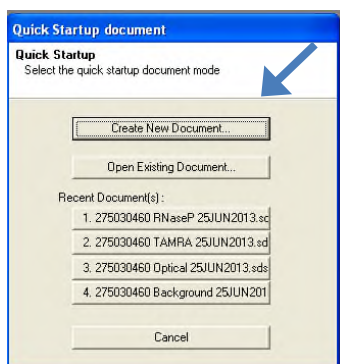 Quick Startup document
Quick Startup
Select the quick startup document mode
Create New Document...
Open Existing Document...
Recent Document(s) :
1. 275030460 RNaseP 25JUN2013.sc
2. 275030460 TAMRA 25JUN2013.sd
3. 275030460 Optical 25JUN2013.sds
4. 275030460 Background 25JUN201
Cancel